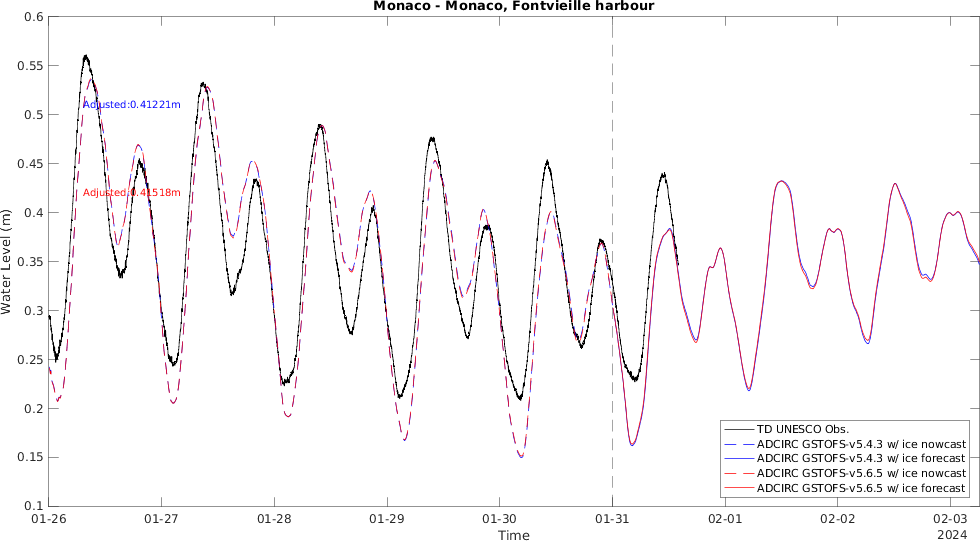 Monaco - Monaco, Fontvieille harbour
0.6
0.55
0.5
0.45
0.4
0.35
0.3
0.25
0.2
0.15
0.1
Water Level (m)
Adjusted:0.41221m
Adjusted:0.41518m
TD UNESCO Obs.
ADCIRC GSTOFS-v5.4.3 w/ ice nowcast
ADCIRC GSTOFS-v5.4.3 w/ ice forecast
ADCIRC GSTOFS-v5.6.5 w/ ice nowcast
ADCIRC GSTOFS-v5.6.5 w/ ice forecast
01-26 01-27 01-28 01-29 01-30 01-31 02-01 02-02 02-03
Time
2024